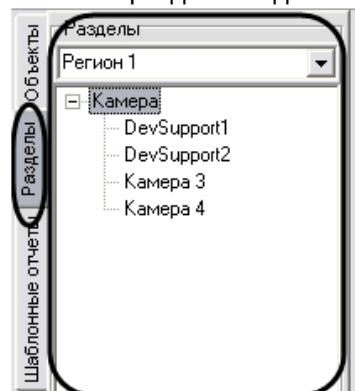 Разделы
Регион 1
Камера
DevSupport1
DevSupport2
Камера 3
Камера 4
Объекты
Разделы
Шаблонные отчеты